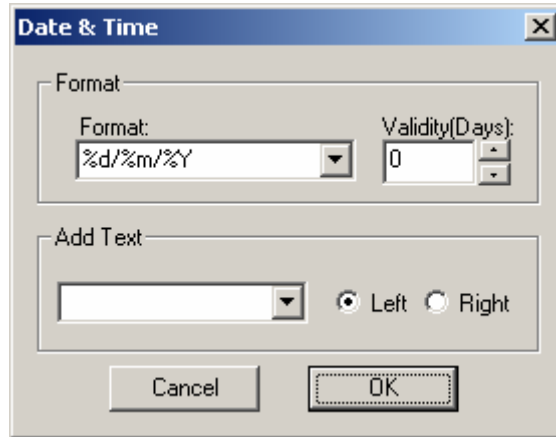 Date & Time
Format
Format: Validity(Days):
%d/%m/%Y 0
Add Text
Left Right
Cancel OK